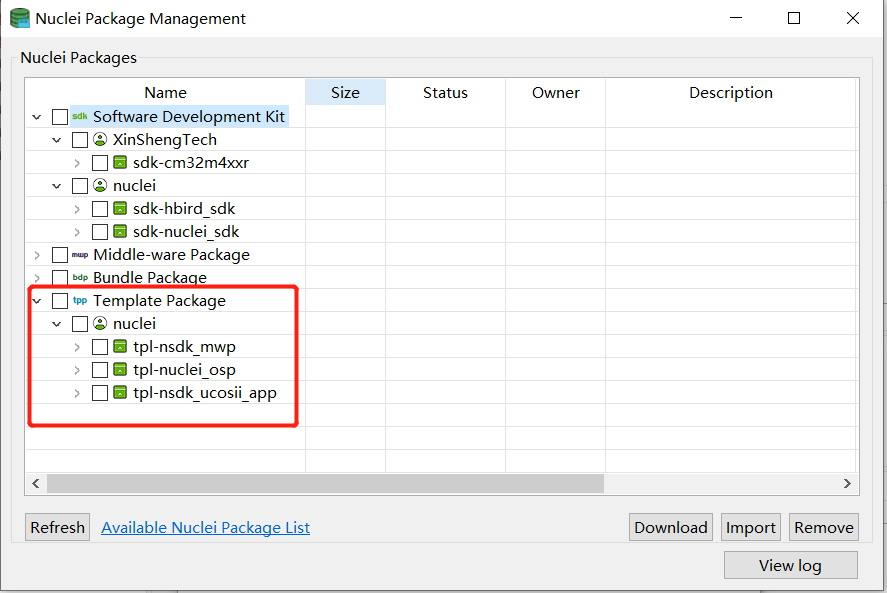 Nuclei Package Management
Nuclei Packages
Name Size Status Owner Description
sdk Software Development Kit
XinShengTech
sdk-cm32m4xxr
nuclei
sdk-hbird_sdk
sdk-nuclei_sdk
mwp Middle-ware Package
bdp Bundle Package
tpp Template Package
nuclei
tpl-nsdk_mwp
tpl-nuclei_osp
tpl-nsdk_ucosii_app
Refresh Available Nuclei Package List Download Import Remove
View log